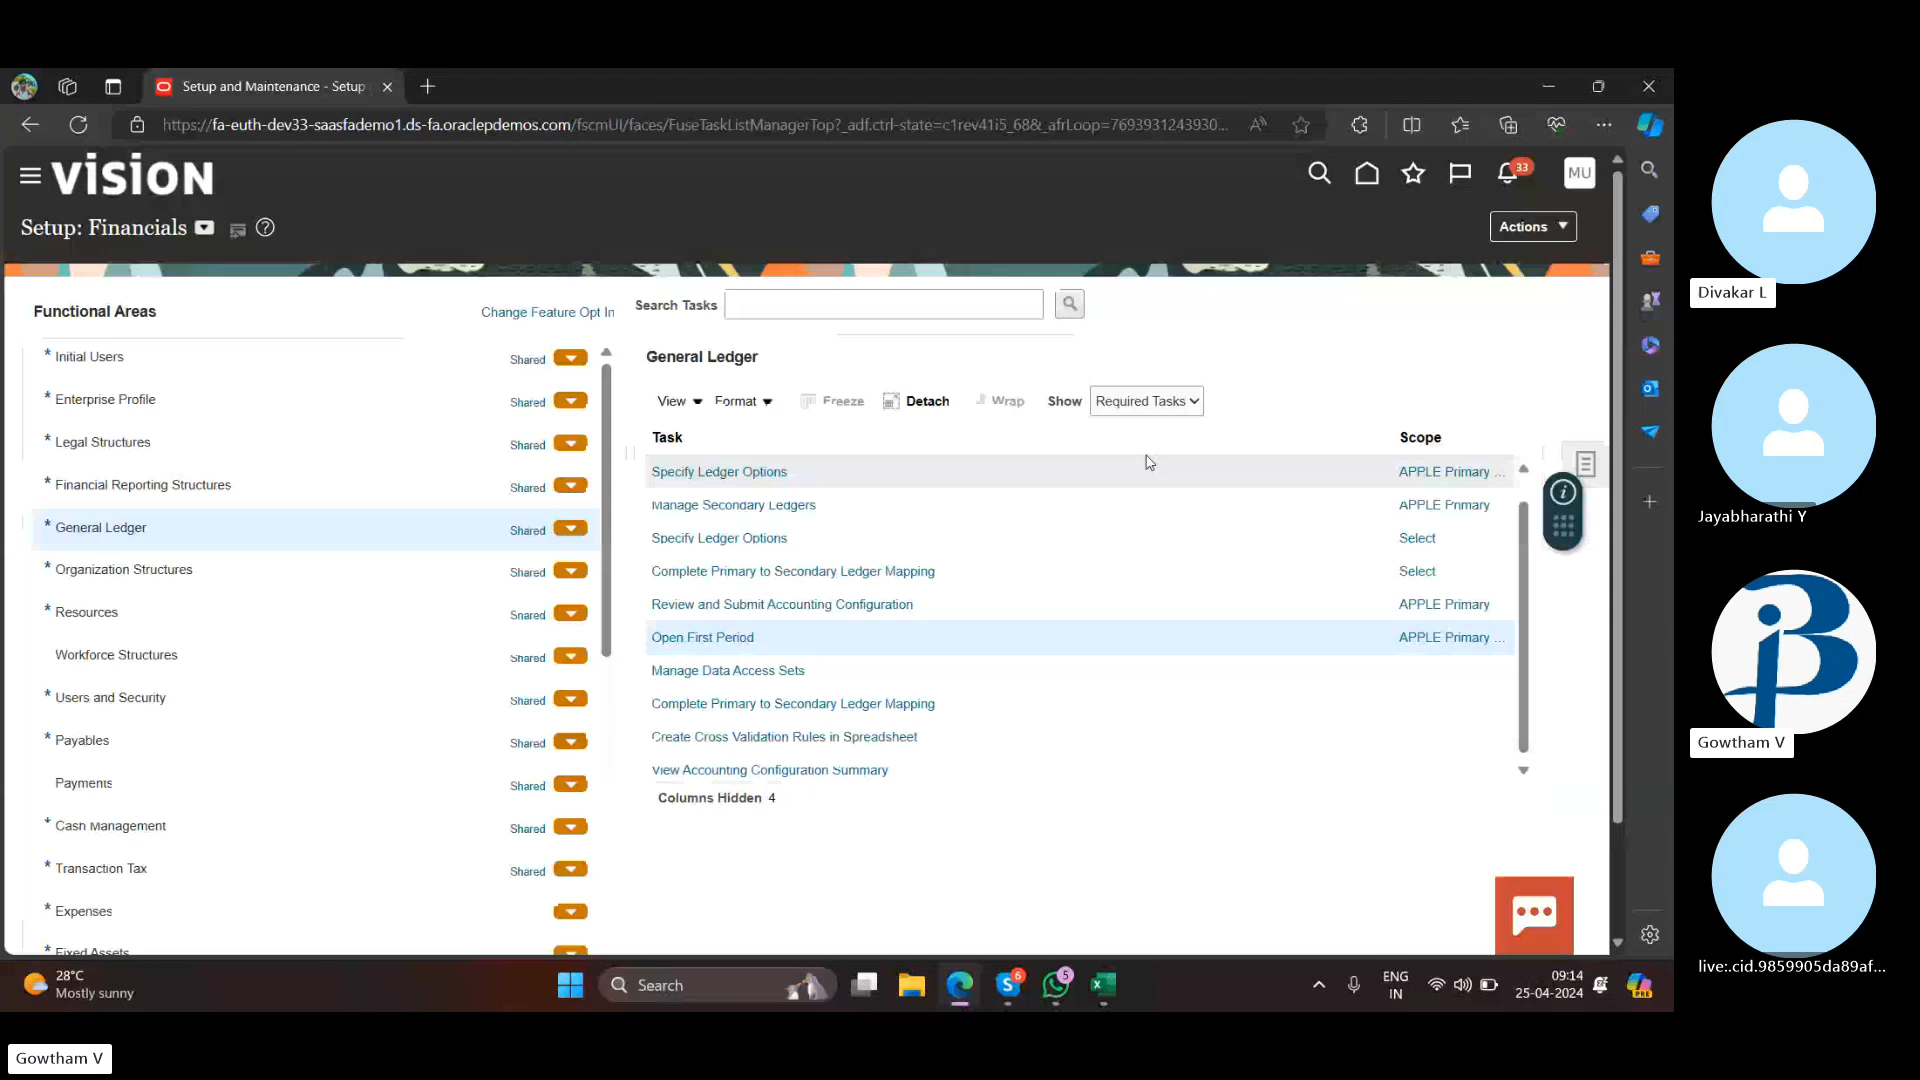 Setup and Maintenance - Setup
https://fa-euth-dev33-saasfademo1.ds-fa.oraclepdemos.com/fscmUI/faces/FuseTaskListManagerTop?_adf.ctrl-state=c1rev41i5_68&_afrLoop=7693931243930...
vision
33
MU
Setup: Financials
Actions
Functional Areas
Change Feature Opt In
* Initial Users Shared
* Enterprise Profile Shared
* Legal Structures Shared
* Financial Reporting Structures Shared
* General Ledger Shared
* Organization Structures Shared
* Resources Shared
Workforce Structures Shared
* Users and Security Shared
* Payables Shared
Payments Shared
* Cash Management Shared
* Transaction Tax Shared
* Expenses
* Fixed Assets
Search Tasks
General Ledger
View Format Freeze Detach Wrap Show Required Tasks
Task Scope
Specify Ledger Options APPLE Primary ...
Manage Secondary Ledgers APPLE Primary
Specify Ledger Options Select
Complete Primary to Secondary Ledger Mapping Select
Review and Submit Accounting Configuration APPLE Primary
Open First Period APPLE Primary ...
Manage Data Access Sets
Complete Primary to Secondary Ledger Mapping
Create Cross Validation Rules in Spreadsheet
View Accounting Configuration Summary
Columns Hidden 4
28°C
Mostly sunny
Search
6
5
ENG
IN
09:14
25-04-2024
PRE
Divakar L
Jayabharathi Y
Gowtham V
live:.cid.9859905da89af...
Gowtham V